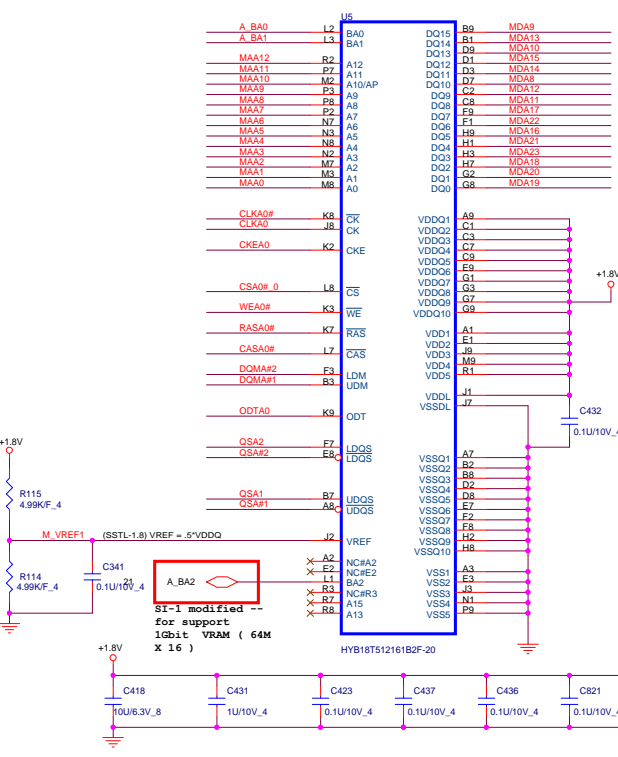 U5
A_BA0 L2 BA0 DQ15 B9 MDA9
A_BA1 L3 BA1 DQ14 B1 MDA13
DQ13 D9 MDA10
MAA12 R2 A12 DQ12 D1 MDA15
MAA11 P7 A11 DQ11 D3 MDA14
MAA10 M2 A10/AP DQ10 D7 MDA8
MAA9 P3 A9 DQ9 C2 MDA12
MAA8 P8 A8 DQ8 C8 MDA11
MAA7 P2 A7 DQ7 F9 MDA17
MAA6 N7 A6 DQ6 F1 MDA22
MAA5 N3 A5 DQ5 H9 MDA16
MAA4 N8 A4 DQ4 H1 MDA21
MAA3 N2 A3 DQ3 H3 MDA23
MAA2 M7 A2 DQ2 H7 MDA18
MAA1 M3 A1 DQ1 G2 MDA20
MAA0 M8 A0 DQ0 G8 MDA19
CLKA0# K8 CK VDDQ1 A9
CLKA0 J8 CK VDDQ2 C1
VDDQ3 C3
CKEA0 K2 CKE VDDQ4 C7
VDDQ5 C9
VDDQ6 E9
VDDQ7 G1
CSA0#_0 L8 CS VDDQ8 G3
VDDQ9 G7
+1.8V
WEA0# K3 WE VDDQ10 G9
RASA0# K7 RAS VDD1 A1
VDD2 E1
CASA0# L7 CAS VDD3 J9
VDD4 M9
DQMA#2 F3 LDM VDD5 R1
DQMA#1 B3 UDM
VDDL J1
ODTA0 K9 ODT VSSDL J7
C432
0.1U/10V_4
QSA2 F7 LDQS
QSA#2 E8 LDQS VSSQ1 A7
VSSQ2 B2
VSSQ3 B8
VSSQ4 D2
QSA1 B7 UDQS VSSQ5 D8
QSA#1 A8 UDQS VSSQ6 E7
VSSQ7 F2
VSSQ8 F8
VSSQ9 H2
VSSQ10 H8
+1.8V
R115
4.99K/F_4
M_VREF1 (SSTL-1.8) VREF = .5*VDDQ J2 VREF
A2 NC#A2 VSS1 A3
E2 NC#E2 VSS2 E3
21 A_BA2 L1 BA2 VSS3 J3
R3 NC#R3 VSS4 N1
R7 A15 VSS5 P9
R8 A13
R114
4.99K/F_4
C341
0.1U/10V_4
SI-1 modified --
for support
1Gbit VRAM ( 64M
X 16 )
HYB18T512161B2F-20
+1.8V
C418 C431 C423 C437 C436 C821
10U/6.3V_8 1U/10V_4 0.1U/10V_4 0.1U/10V_4 0.1U/10V_4 0.1U/10V_4